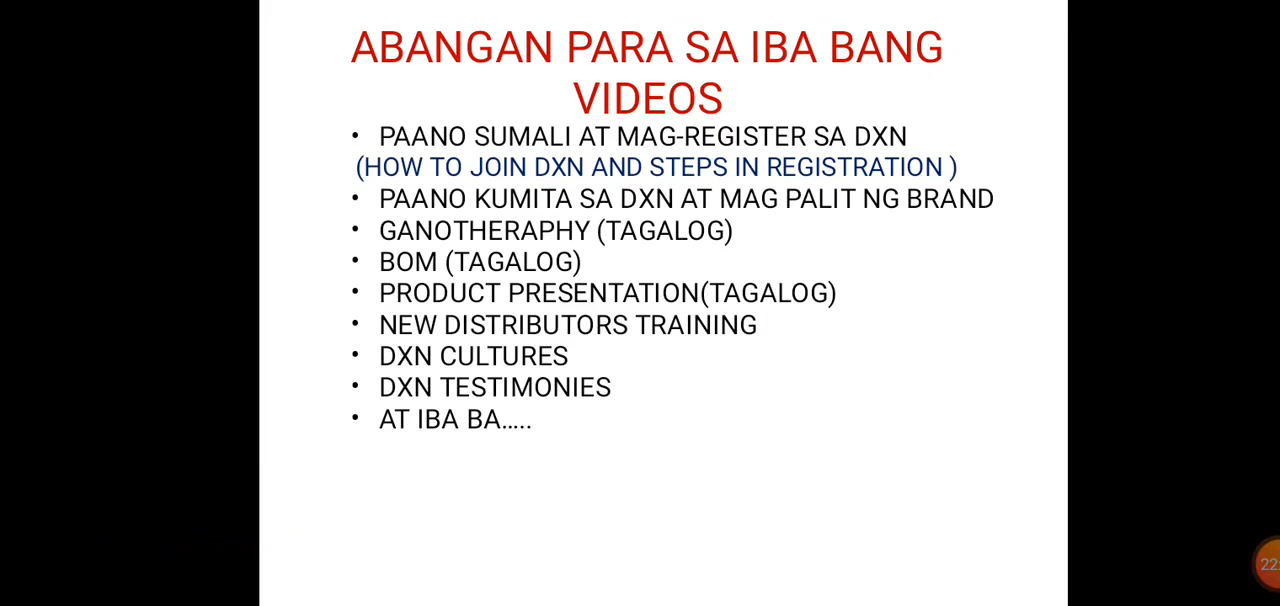 ABANGAN PARA SA IBA BANG
VIDEOS
• PAANO SUMALI AT MAG-REGISTER SA DXN
(HOW TO JOIN DXN AND STEPS IN REGISTRATION )
• PAANO KUMITA SA DXN AT MAG PALIT NG BRAND
• GANOTHERAPHY (TAGALOG)
• BOM (TAGALOG)
• PRODUCT PRESENTATION(TAGALOG)
• NEW DISTRIBUTORS TRAINING
• DXN CULTURES
• DXN TESTIMONIES
• AT IBA BA.....